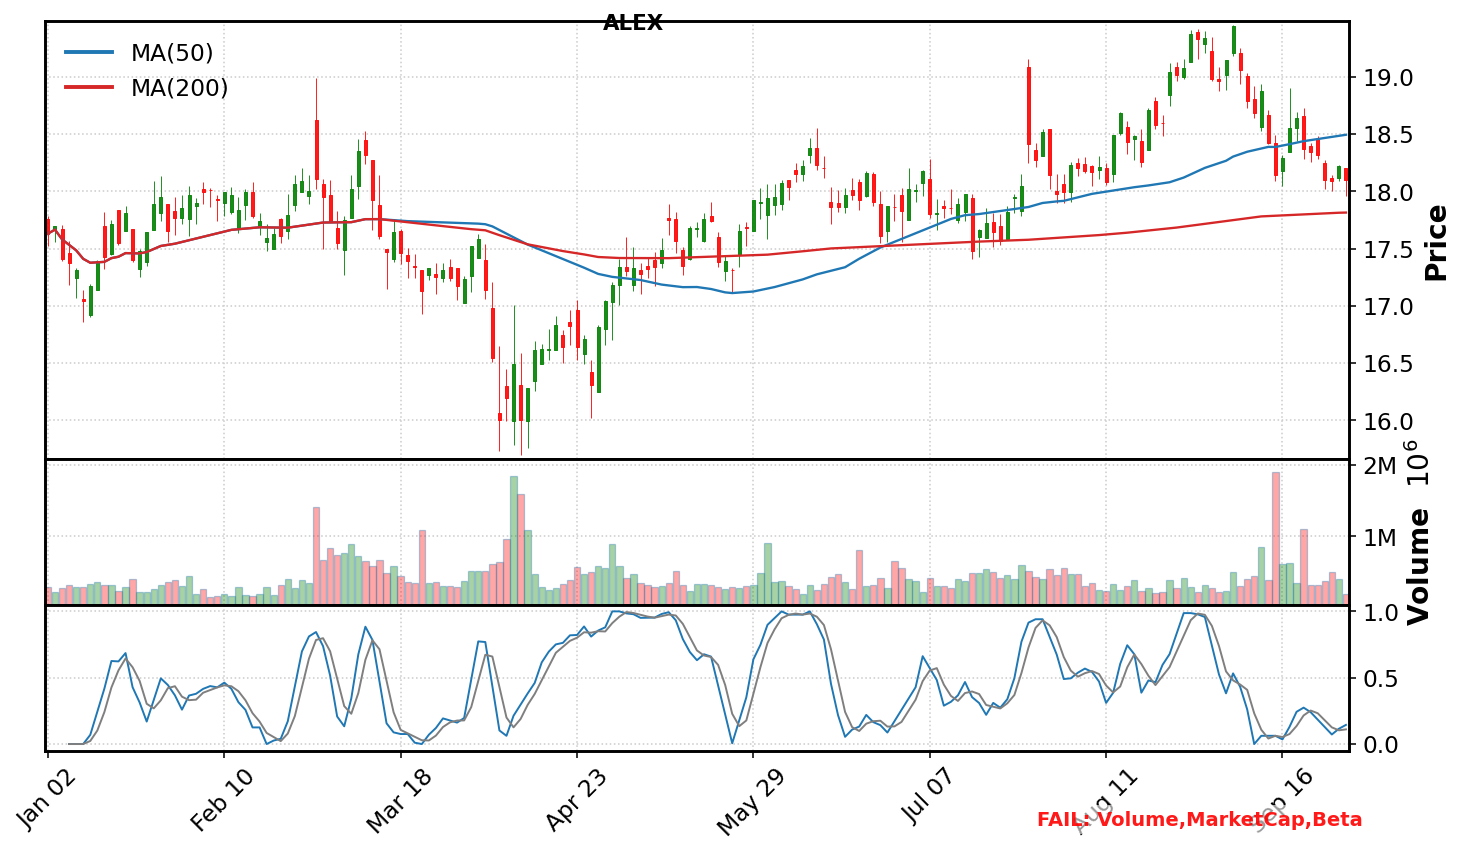 ALEX
MA(50)
MA(200)
19.0
18.5
18.0
17.5
17.0
16.5
16.0
Price
2M
1M
Volume 10^6
1.0
0.5
0.0
Jan 02
Feb 10
Mar 18
Apr 23
May 29
Jul 07
Aug 11
Sep 16
FAIL: Volume,MarketCap,Beta